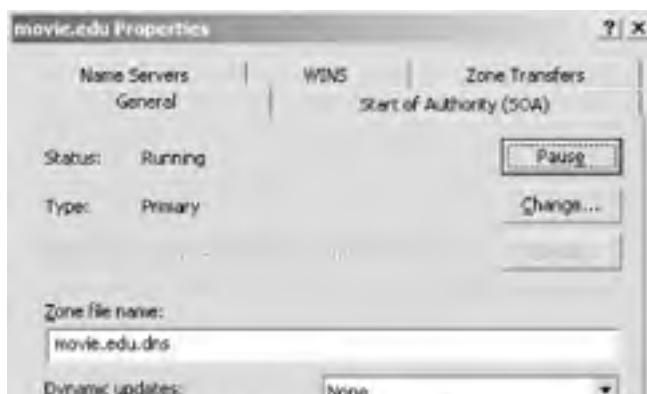 movie.edu Properties ? X
Name Servers WINS Zone Transfers
General Start of Authority (SOA)
Status: Running Pause
Type: Primary Change...
Zone file name:
movie.edu.dns
Dynamic updates: None